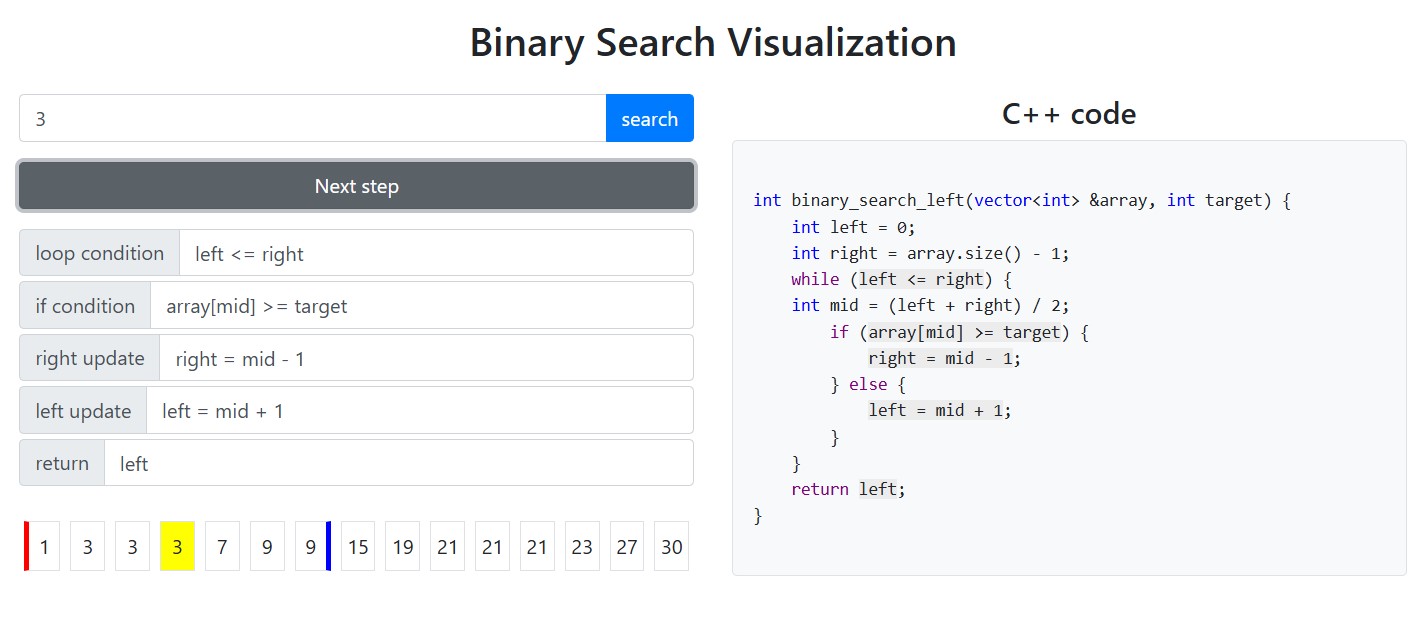 Binary Search Visualization
3
search
Next step
loop condition
left <= right
if condition
array[mid] >= target
right update
right = mid - 1
left update
left = mid + 1
return
left
1 3 3 3 7 9 9 15 19 21 21 21 23 27 30
C++ code
int binary_search_left(vector<int> &array, int target) {
    int left = 0;
    int right = array.size() - 1;
    while (left <= right) {
    int mid = (left + right) / 2;
        if (array[mid] >= target) {
            right = mid - 1;
        } else {
            left = mid + 1;
        }
    }
    return left;
}